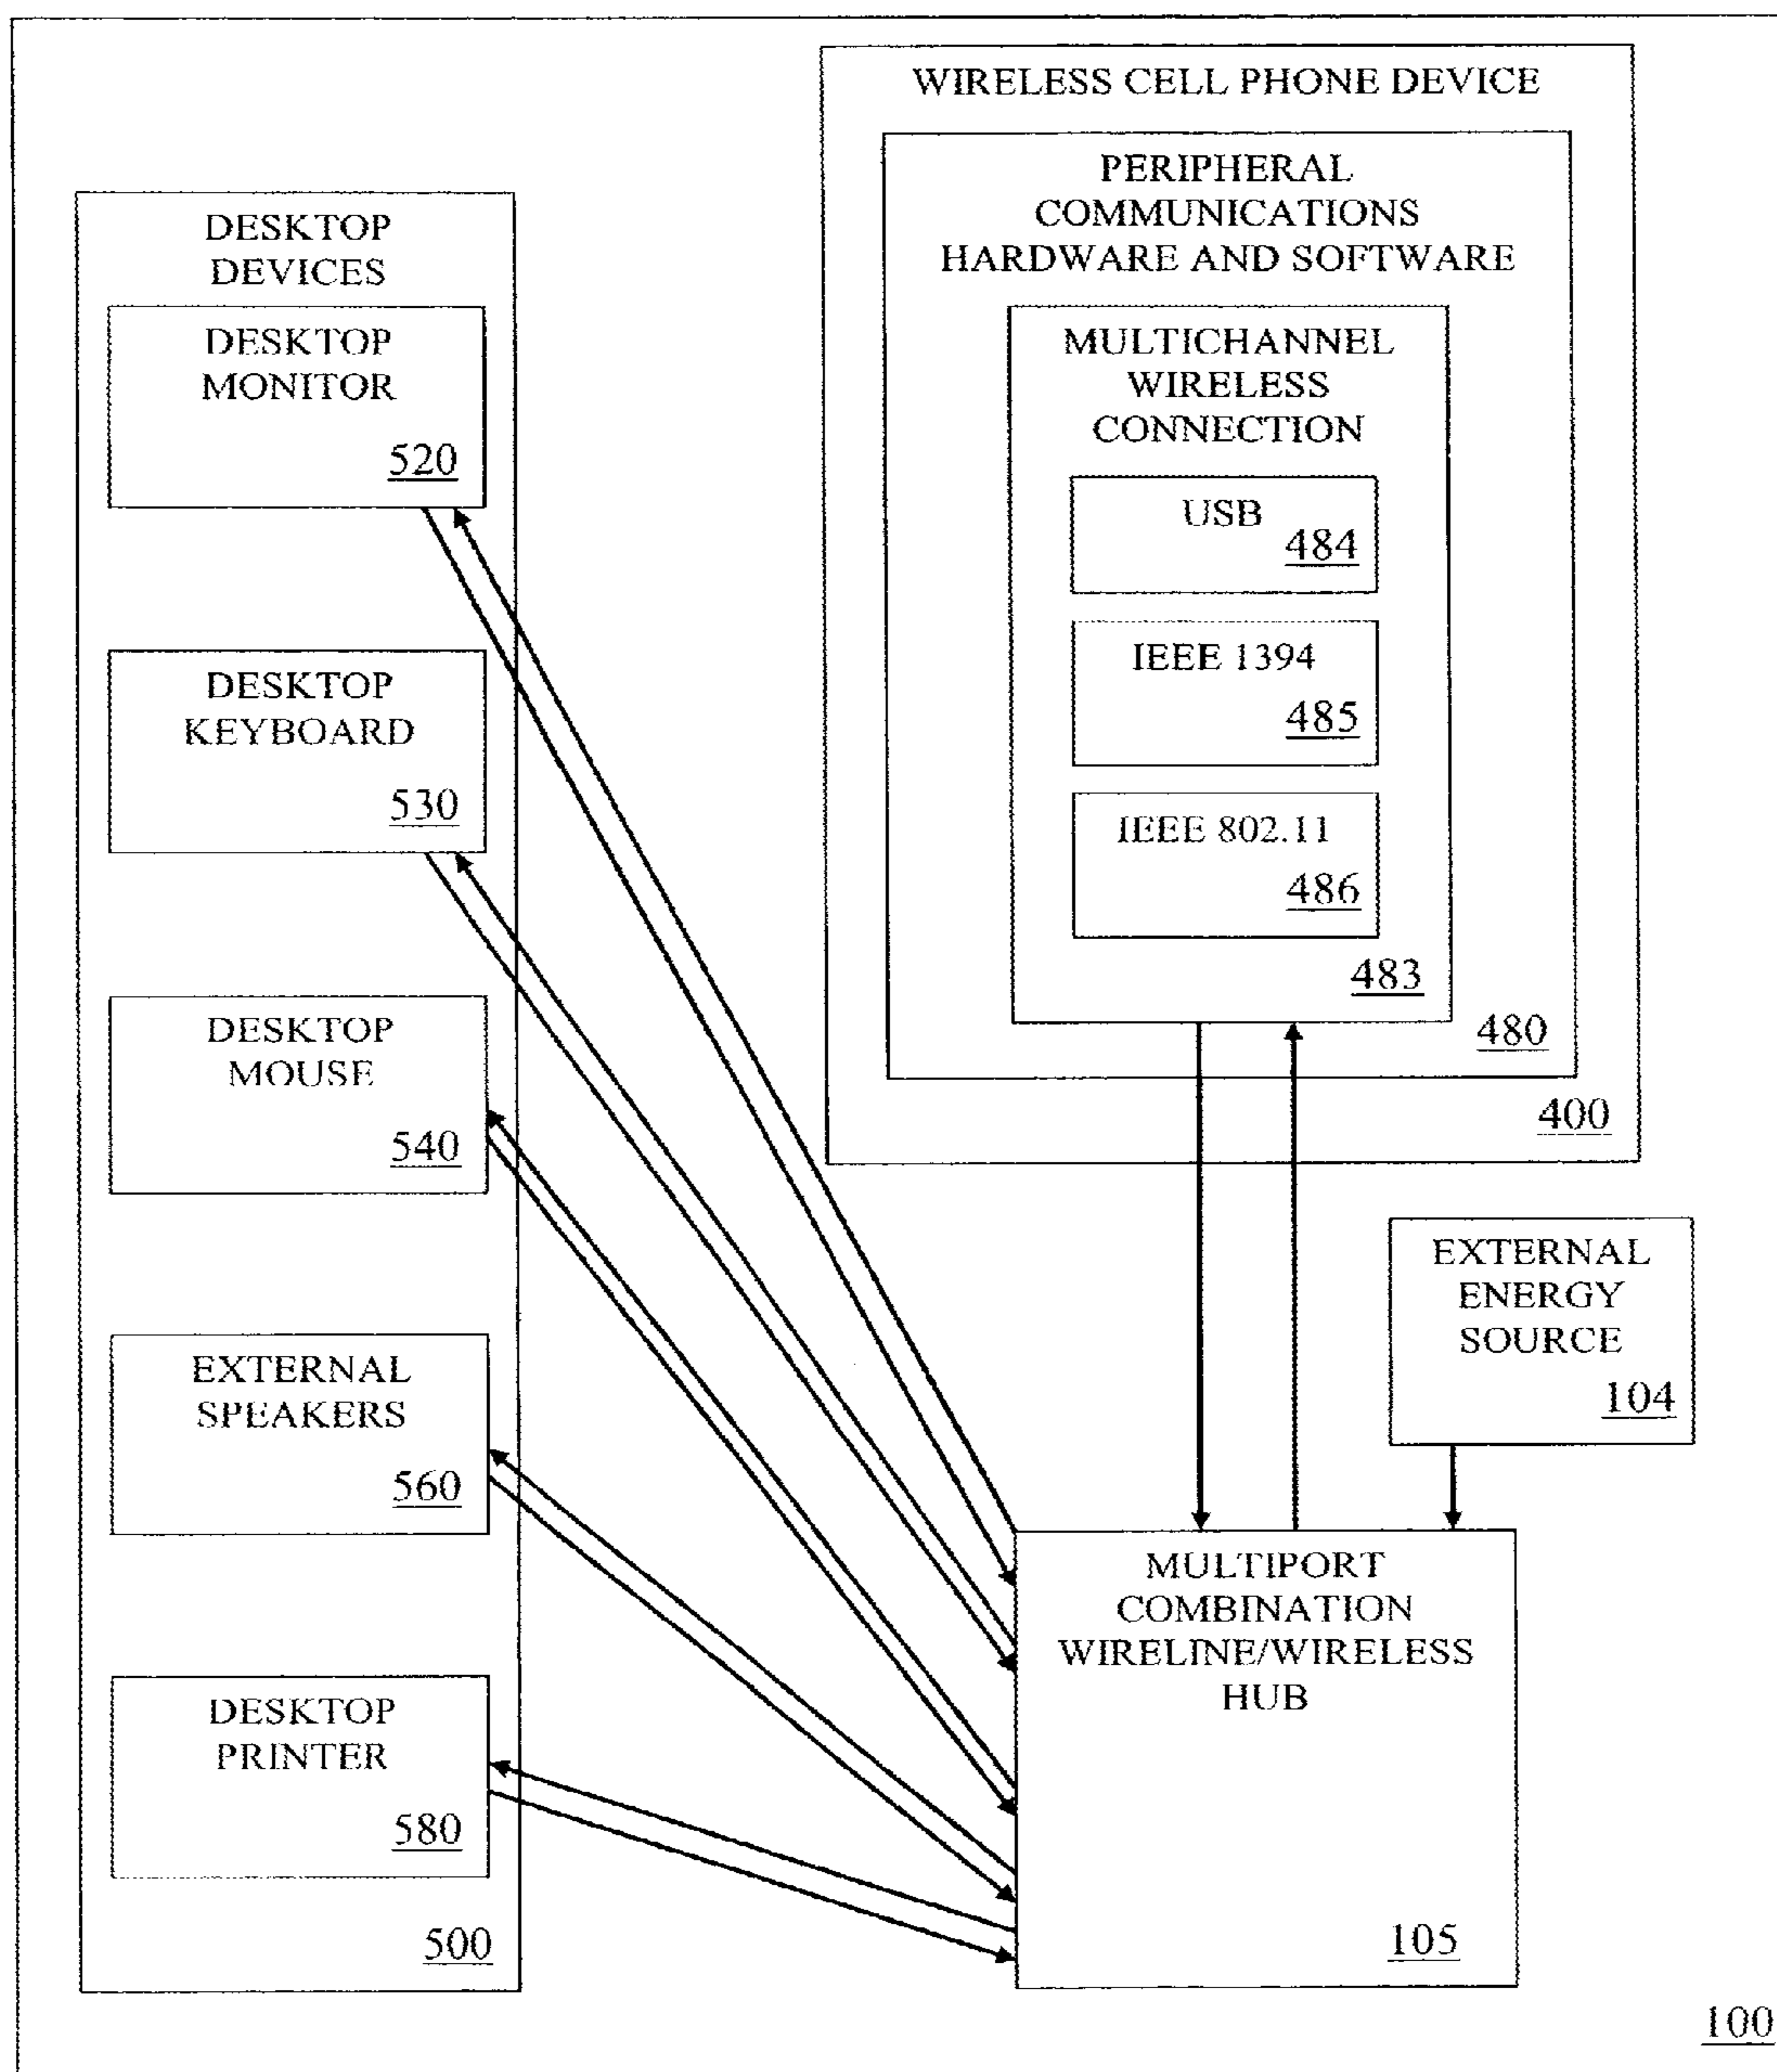 DESKTOP
DEVICES
DESKTOP
MONITOR
520
DESKTOP
KEYBOARD
530
DESKTOP
MOUSE
540
EXTERNAL
SPEAKERS
560
DESKTOP
PRINTER
580
500
WIRELESS CELL PHONE DEVICE
PERIPHERAL
COMMUNICATIONS
HARDWARE AND SOFTWARE
MULTICHANNEL
WIRELESS
CONNECTION
USB
484
IEEE 1394
485
IEEE 802.11
486
483
480
400
EXTERNAL
ENERGY
SOURCE
104
MULTIPORT
COMBINATION
WIRELINE/WIRELESS
HUB
105
100